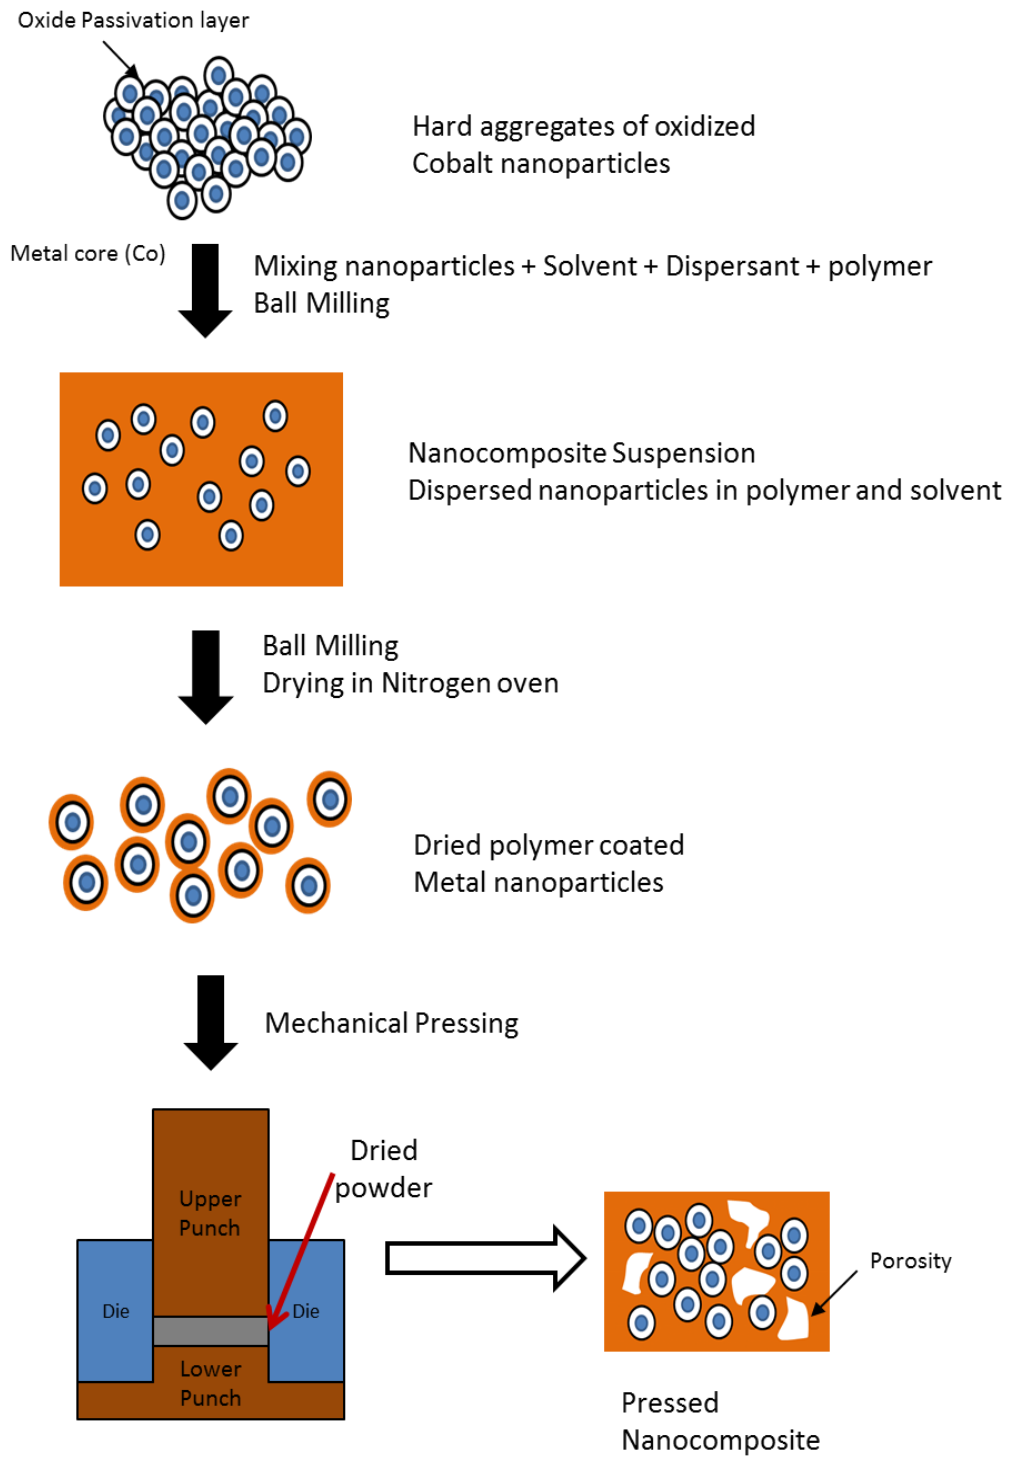 Oxide Passivation layer
Hard aggregates of oxidized
Cobalt nanoparticles
Metal core (Co)
Mixing nanoparticles + Solvent + Dispersant + polymer
Ball Milling
Nanocomposite Suspension
Dispersed nanoparticles in polymer and solvent
Ball Milling
Drying in Nitrogen oven
Dried polymer coated
Metal nanoparticles
Mechanical Pressing
Dried
powder
Upper
Punch
Die
Die
Lower
Punch
Porosity
Pressed
Nanocomposite